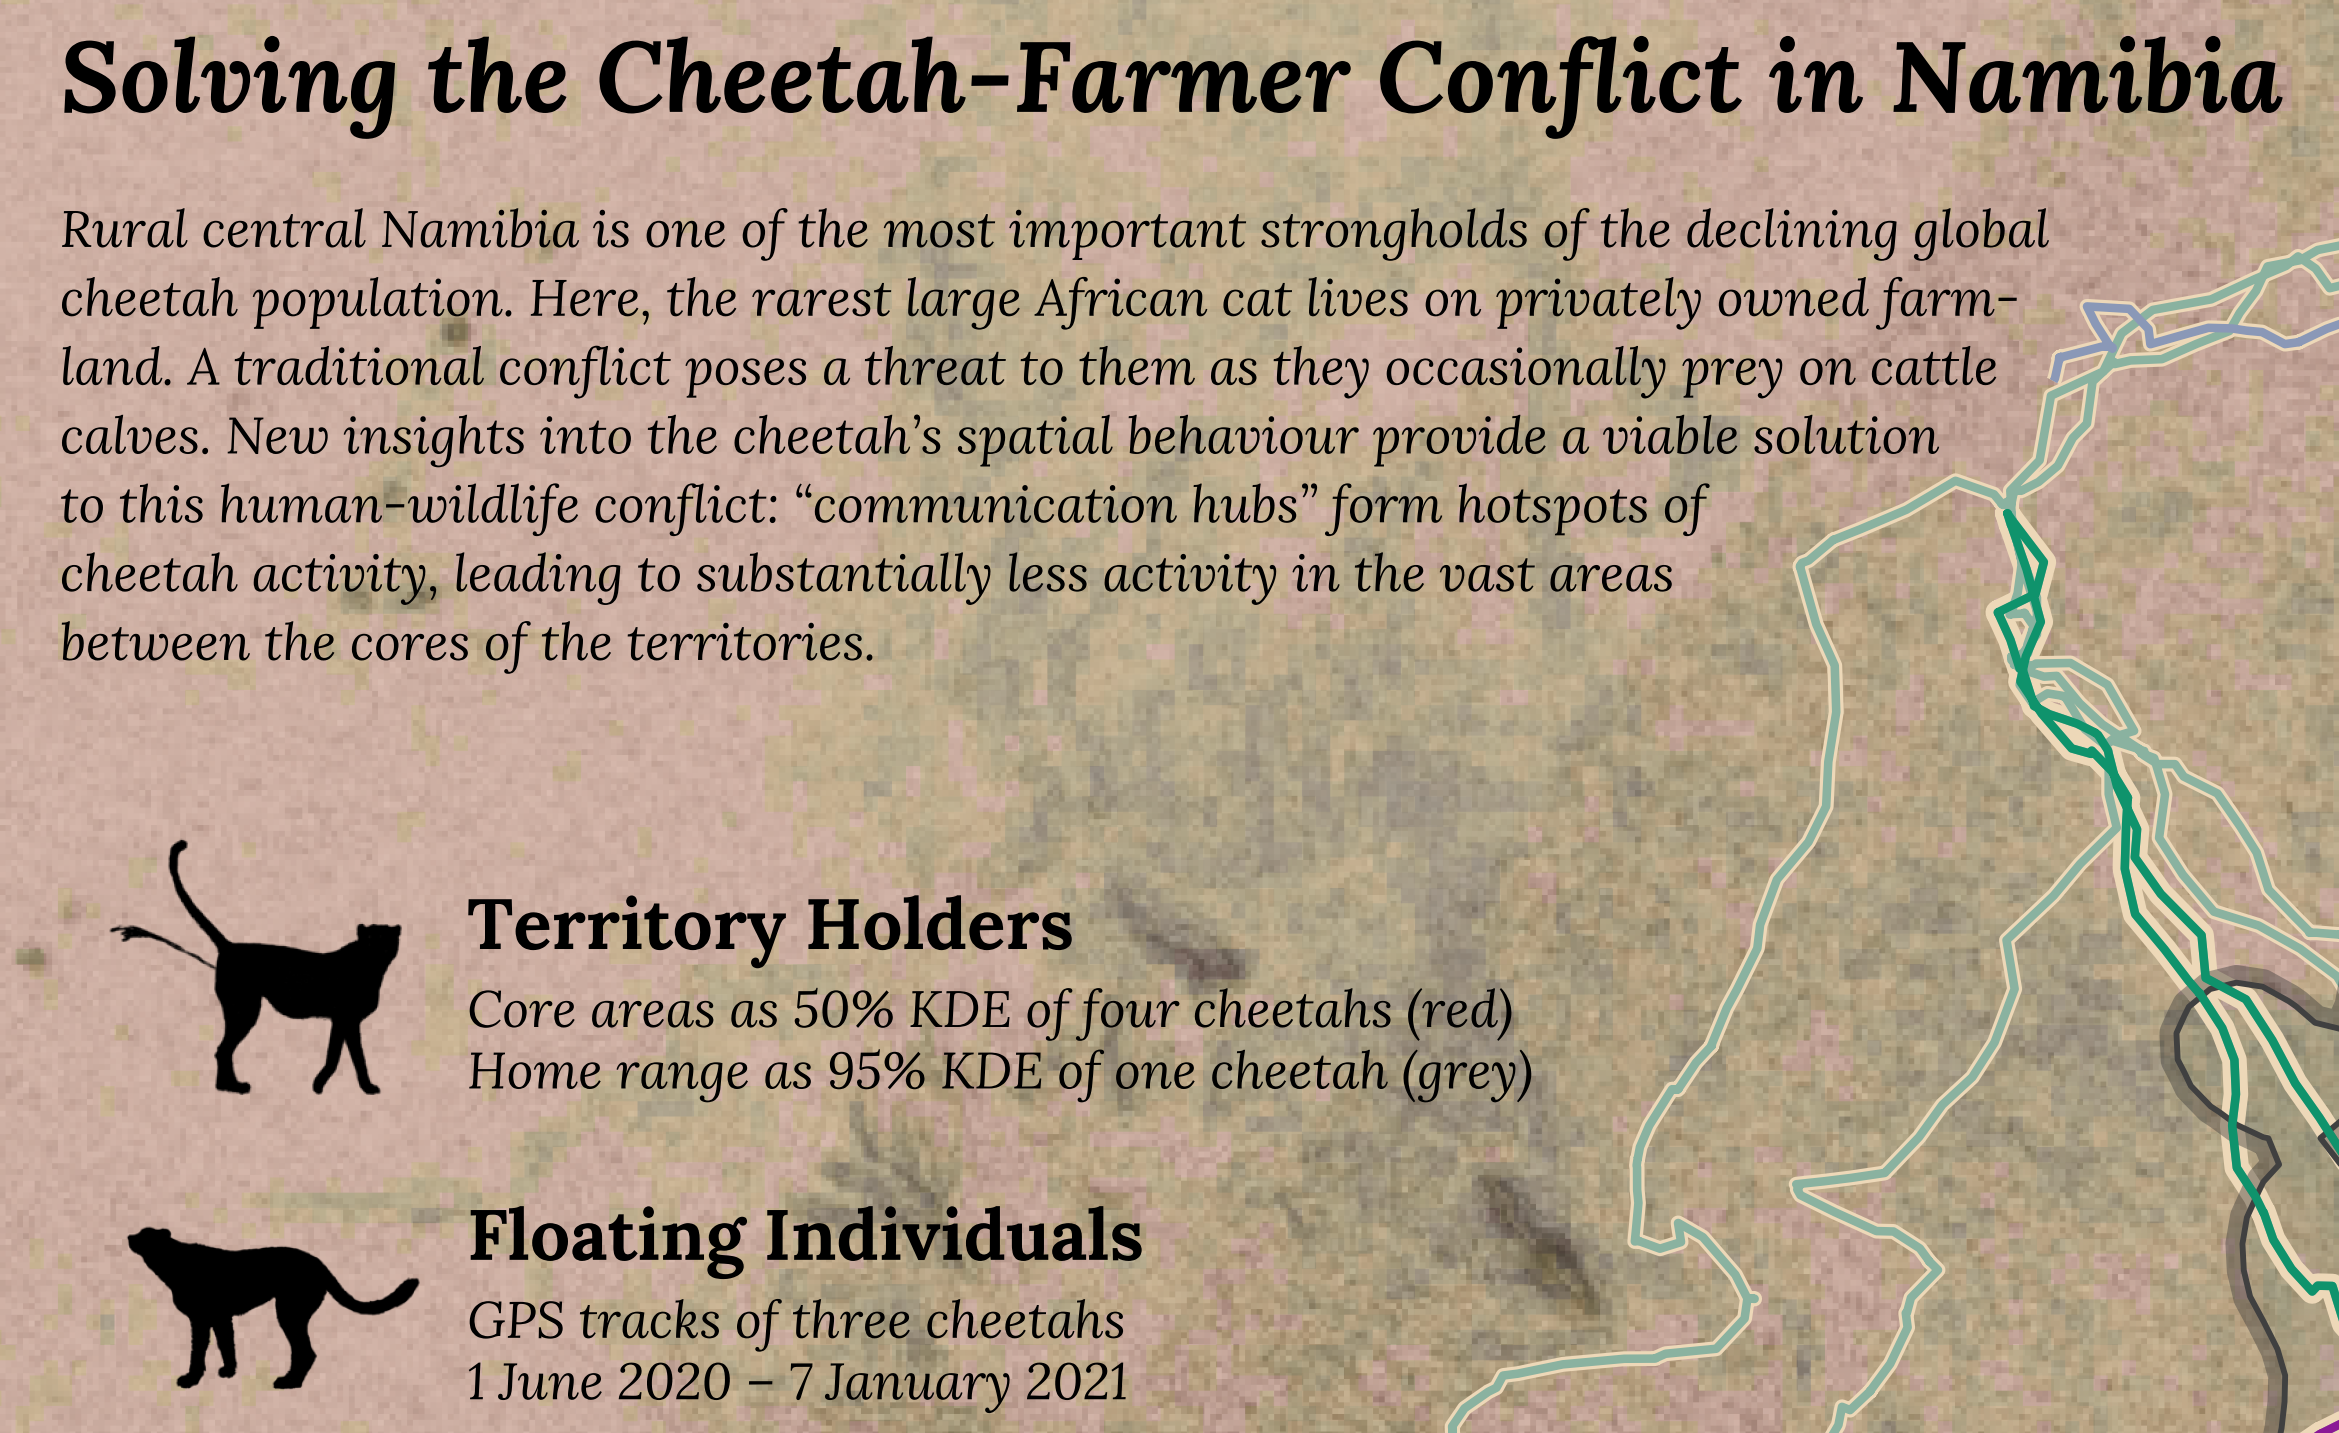 Solving the Cheetah-Farmer Conflict in Namibia
Rural central Namibia is one of the most important strongholds of the declining global
cheetah population. Here, the rarest large African cat lives on privately owned farm-
land. A traditional conflict poses a threat to them as they occasionally prey on cattle
calves. New insights into the cheetah’s spatial behaviour provide a viable solution
to this human-wildlife conflict: “communication hubs” form hotspots of
cheetah activity, leading to substantially less activity in the vast areas
between the cores of the territories.
Territory Holders
Core areas as 50% KDE of four cheetahs (red)
Home range as 95% KDE of one cheetah (grey)
Floating Individuals
GPS tracks of three cheetahs
1 June 2020 – 7 January 2021